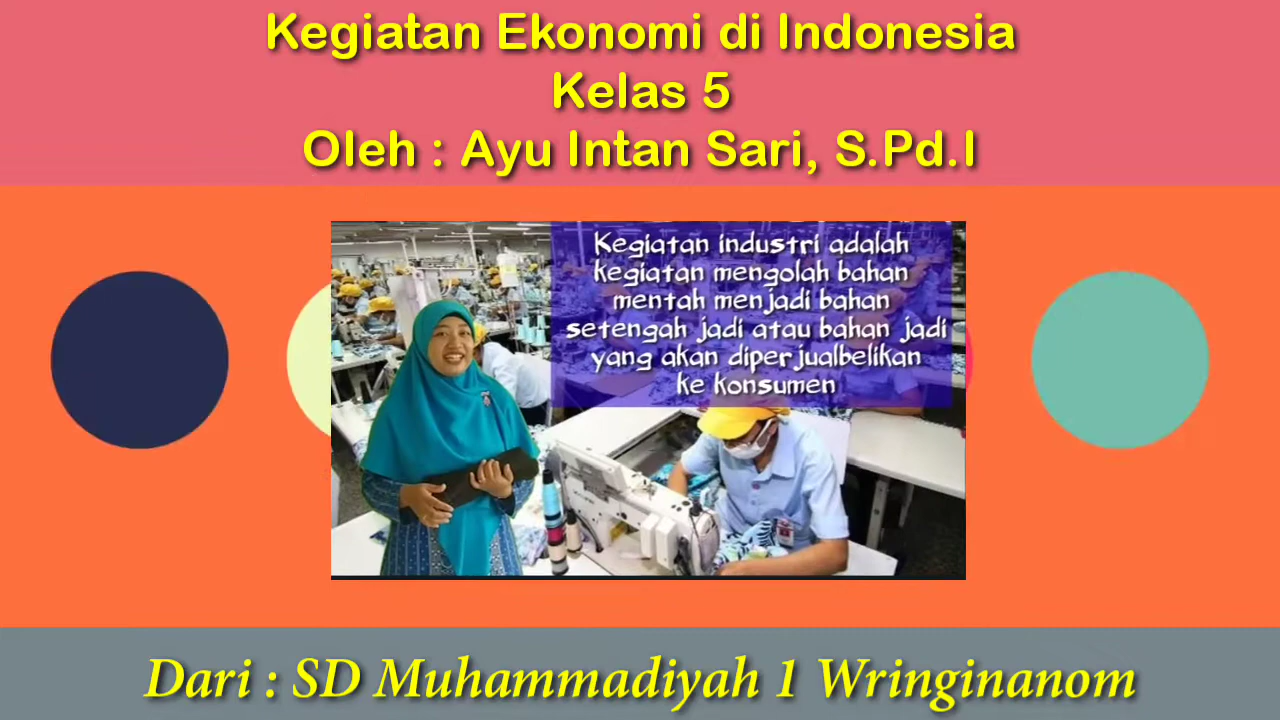 Kegiatan Ekonomi di Indonesia
Kelas 5
Oleh : Ayu Intan Sari, S.Pd.I
Kegiatan industri adalah
kegiatan mengolah bahan
mentah menjadi bahan
setengah jadi atau bahan jadi
yang akan diperjualbelikan
ke konsumen
Dari : SD Muhammadiyah 1 Wringinanom